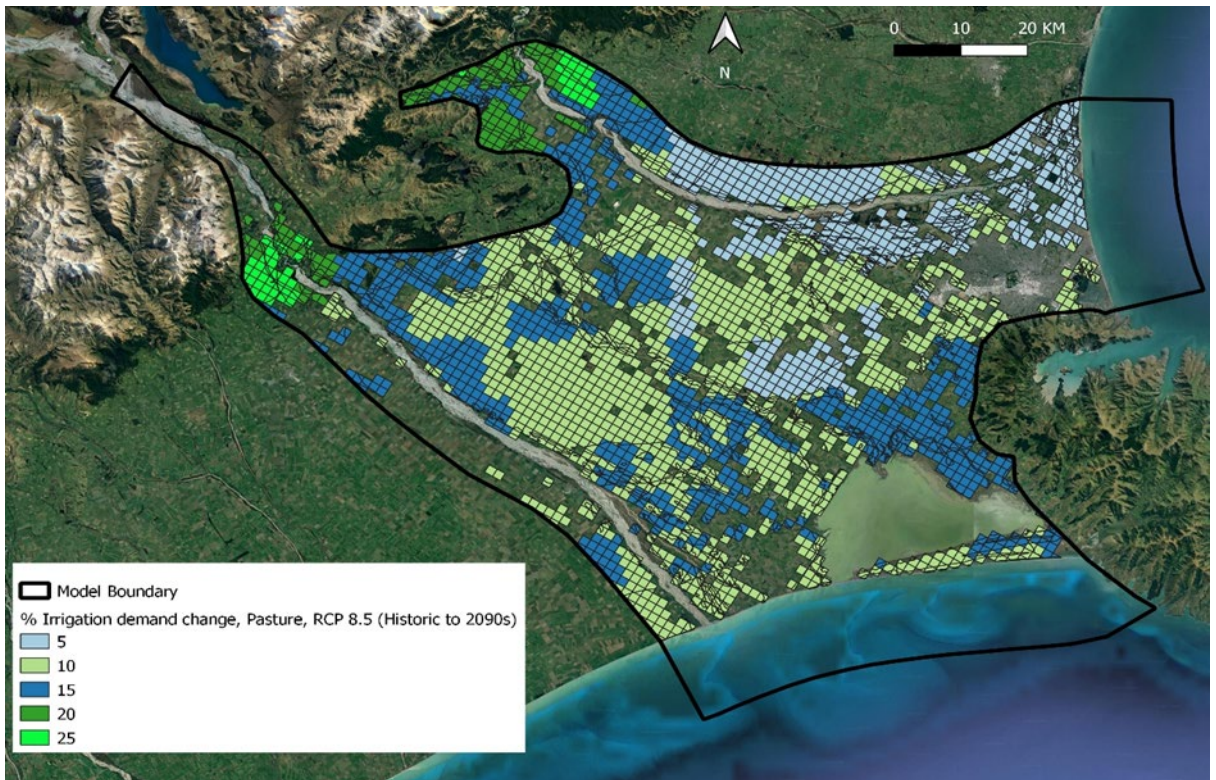 0 10 20 KM
N
Model Boundary
% Irrigation demand change, Pasture, RCP 8.5 (Historic to 2090s)
5
10
15
20
25